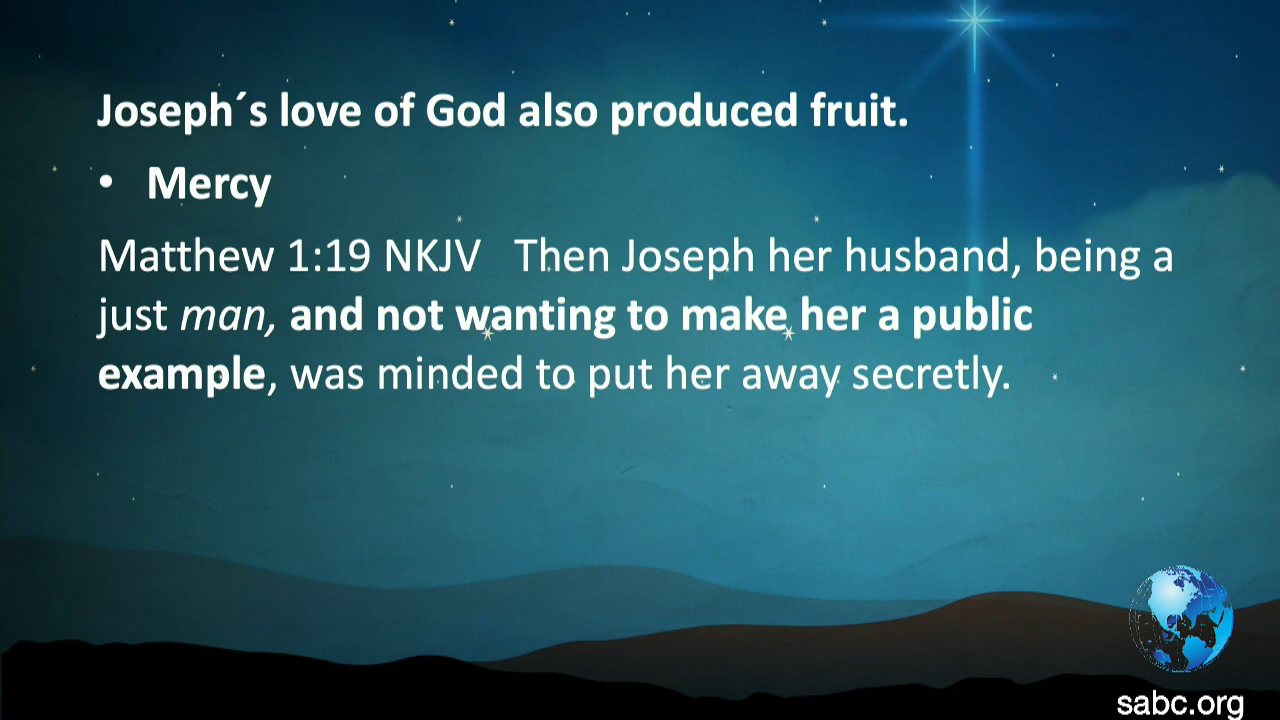 Joseph´s love of God also produced fruit.
• Mercy
Matthew 1:19 NKJV Then Joseph her husband, being a
just man, and not wanting to make her a public
example, was minded to put her away secretly.
sabc.org